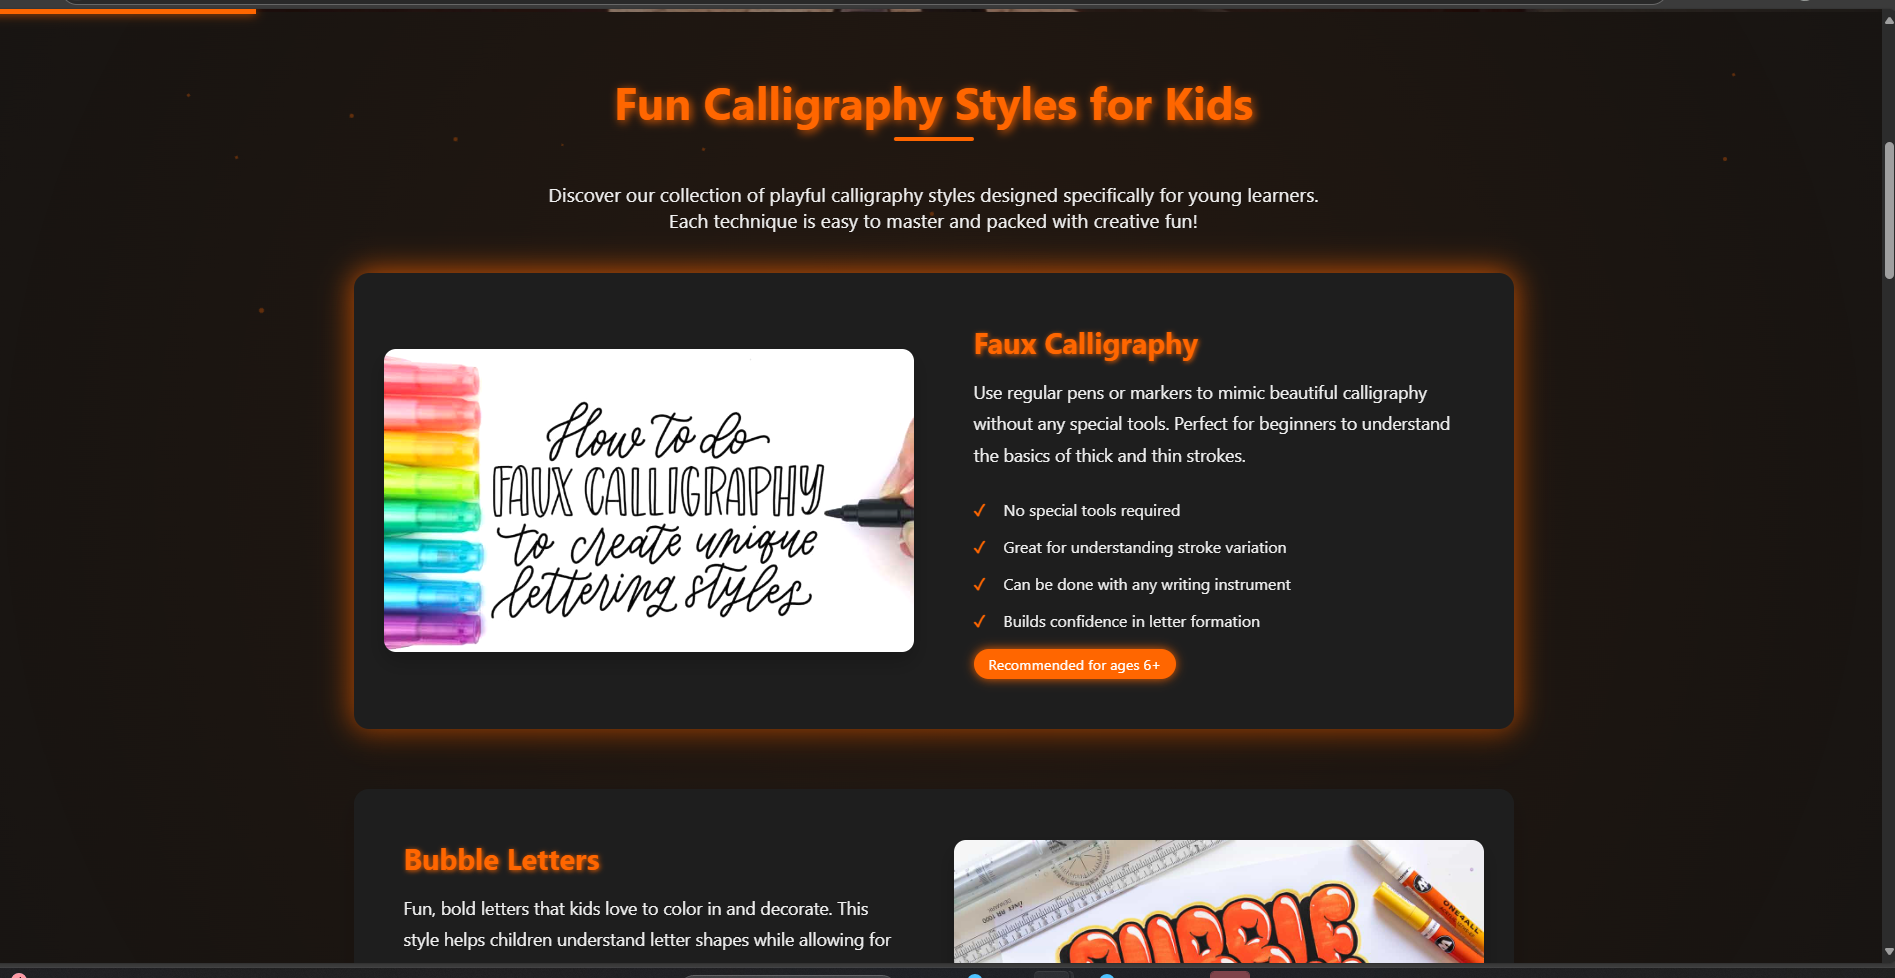 Fun Calligraphy Styles for Kids
Discover our collection of playful calligraphy styles designed specifically for young learners.
Each technique is easy to master and packed with creative fun!
How to do
FAUX CALLIGRAPHY
to create unique
lettering styles
Faux Calligraphy
Use regular pens or markers to mimic beautiful calligraphy
without any special tools. Perfect for beginners to understand
the basics of thick and thin strokes.
✓ No special tools required
✓ Great for understanding stroke variation
✓ Can be done with any writing instrument
✓ Builds confidence in letter formation
Recommended for ages 6+
Bubble Letters
Fun, bold letters that kids love to color in and decorate. This
style helps children understand letter shapes while allowing for
BUBBLE
ONE4ALL